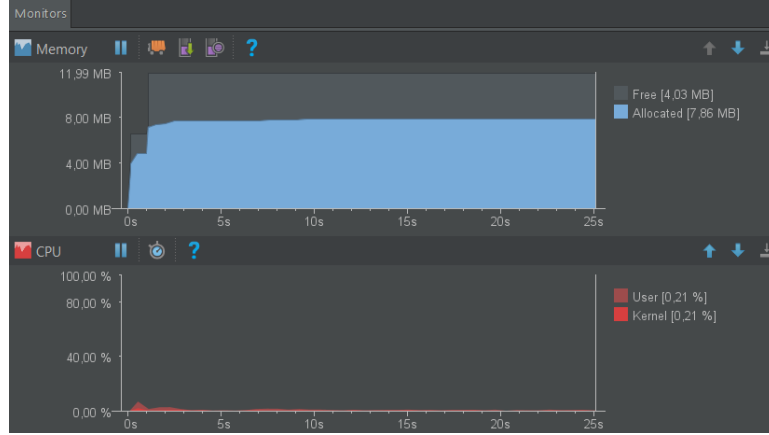 Monitors
Memory ?
11,99 MB
8,00 MB
4,00 MB
0,00 MB
0s 5s 10s 15s 20s 25s
Free [4,03 MB]
Allocated [7,86 MB]
CPU ?
100,00 %
80,00 %
40,00 %
0,00 %
0s 5s 10s 15s 20s 25s
User [0,21 %]
Kernel [0,21 %]